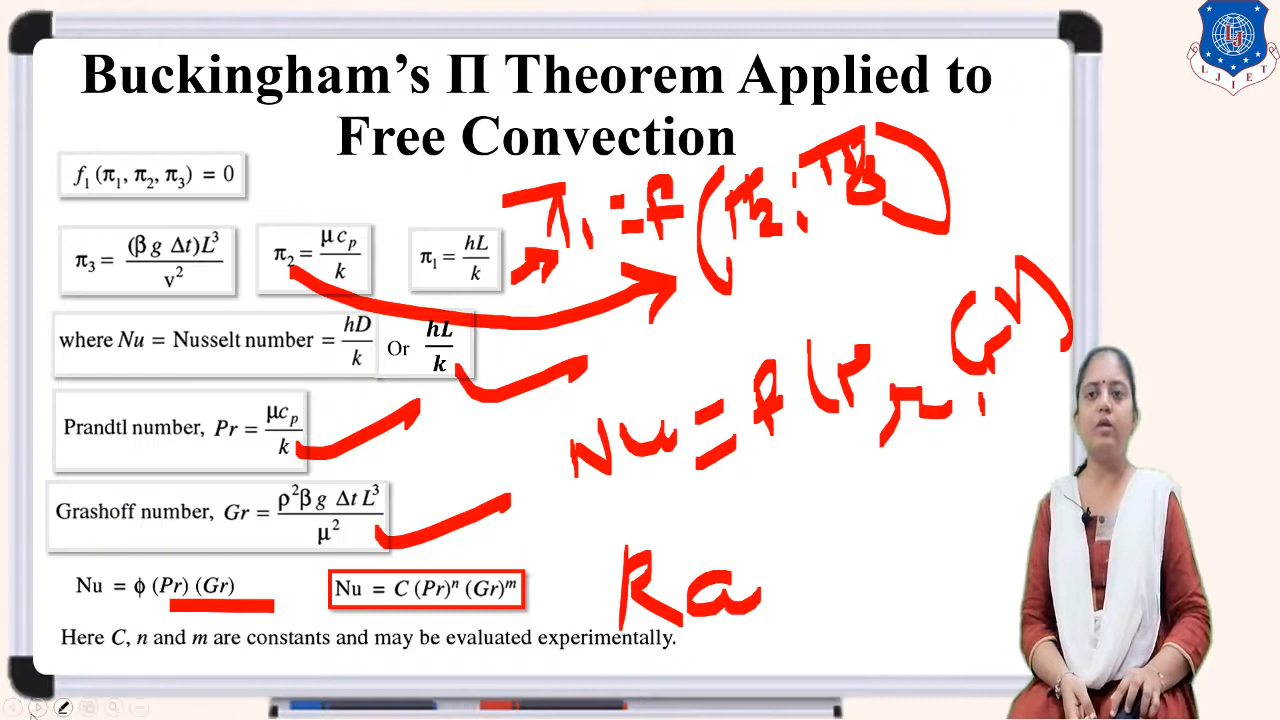 Buckingham's Π Theorem Applied to
Free Convection
f₁ (π₁, π₂, π₃) = 0
π₁ = f (π₂, π₃)
π₃ = (β g Δt)L³ / ν²
π₂ = μ cₚ / k
π₁ = hL / k
where Nu = Nusselt number = hD / k Or hL / k
Nu = f (Pr, Gr)
Prandtl number, Pr = μcₚ / k
Grashoff number, Gr = ρ²β g Δt L³ / μ²
Ra
Nu = ϕ (Pr) (Gr)
Nu = C (Pr)ⁿ (Gr)ᵐ
Here C, n and m are constants and may be evaluated experimentally.
LJ
LJIET